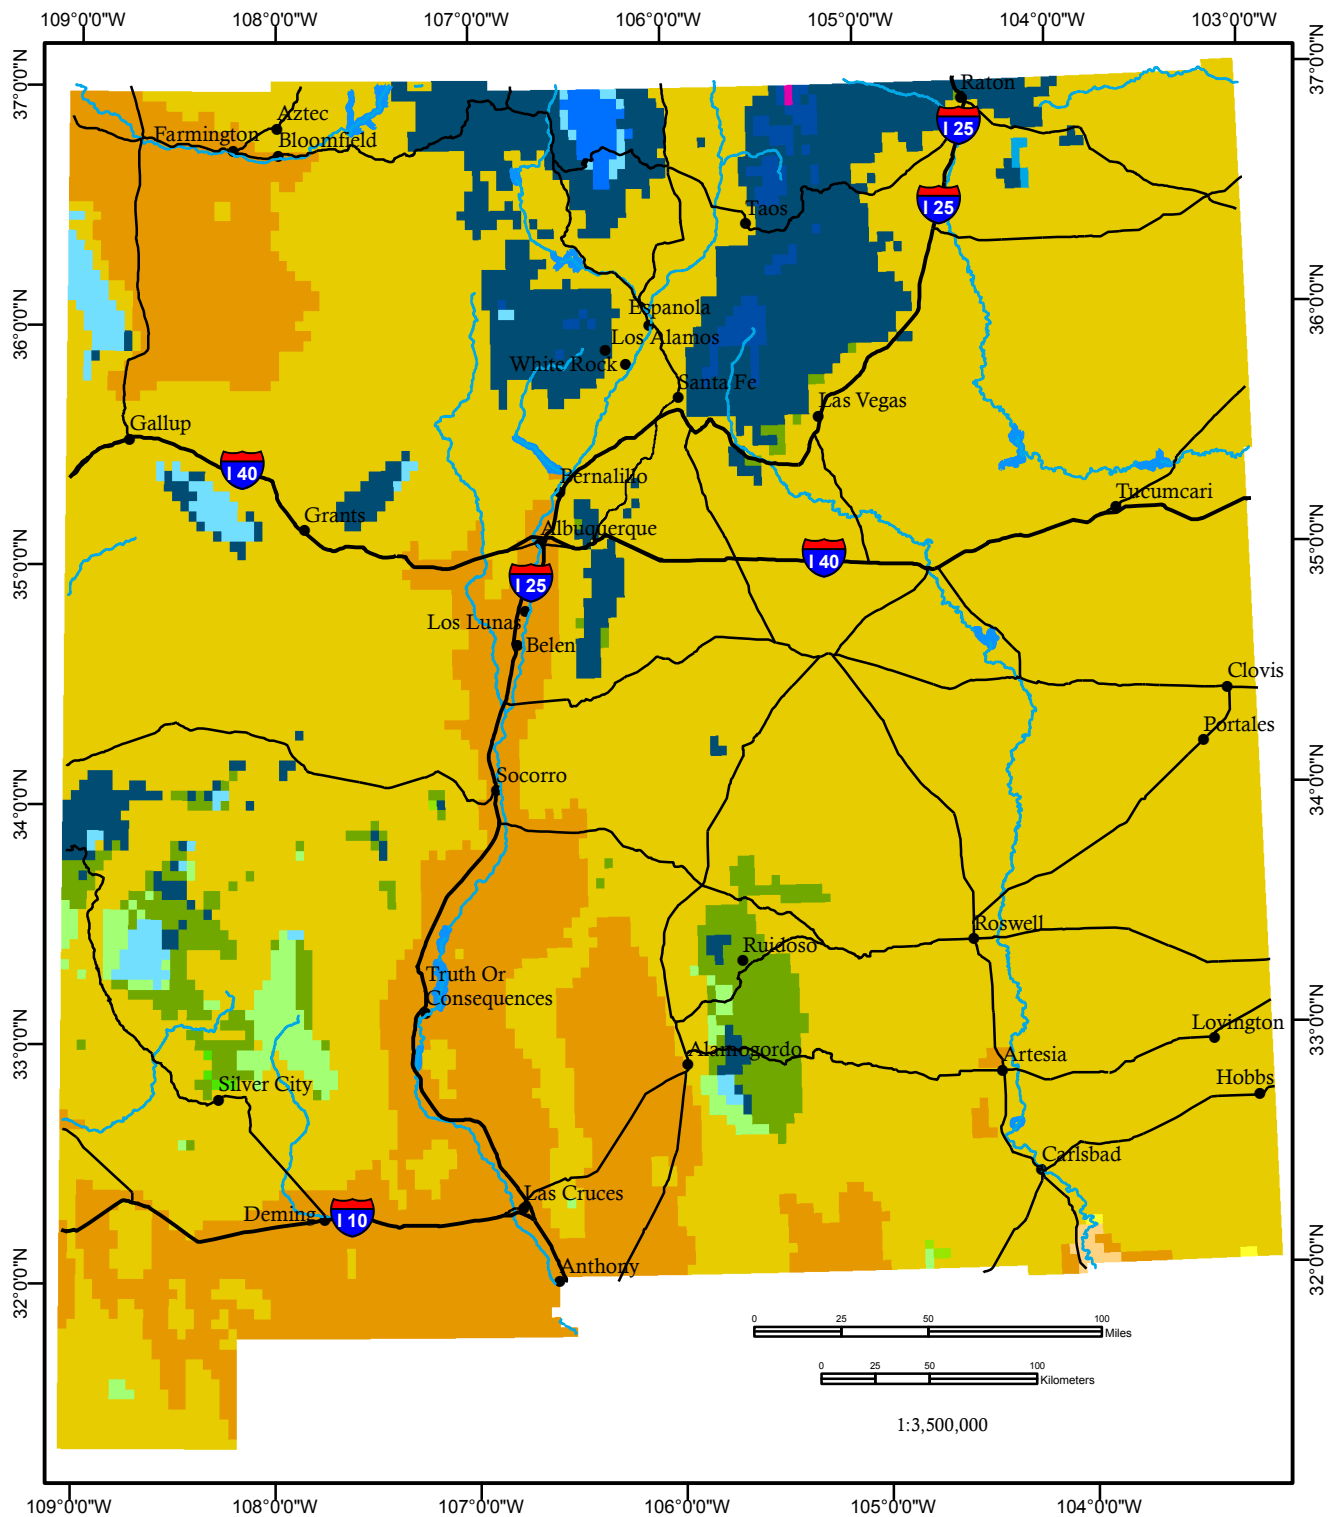 109°0'0"W 108°0'0"W 107°0'0"W 106°0'0"W 105°0'0"W 104°0'0"W 103°0'0"W
37°0'0"N
37°0'0"N
Raton
Aztec
Farmington
Bloomfield
I 25
I 25
Taos
36°0'0"N
36°0'0"N
Espanola
Los Alamos
White Rock
Santa Fe
Las Vegas
Gallup
I 40
Bernalillo
Tucumcari
Grants
Albuquerque
35°0'0"N
35°0'0"N
I 40
I 25
Los Lunas
Belen
Clovis
Portales
34°0'0"N
34°0'0"N
Socorro
Roswell
Ruidoso
Truth Or
Consequences
33°0'0"N
33°0'0"N
Lovington
Alamogordo
Artesia
Silver City
Hobbs
Carlsbad
Las Cruces
Deming
I 10
32°0'0"N
32°0'0"N
Anthony
0 25 50 100
Miles
0 25 50 100
Kilometers
1:3,500,000
109°0'0"W 108°0'0"W 107°0'0"W 106°0'0"W 105°0'0"W 104°0'0"W